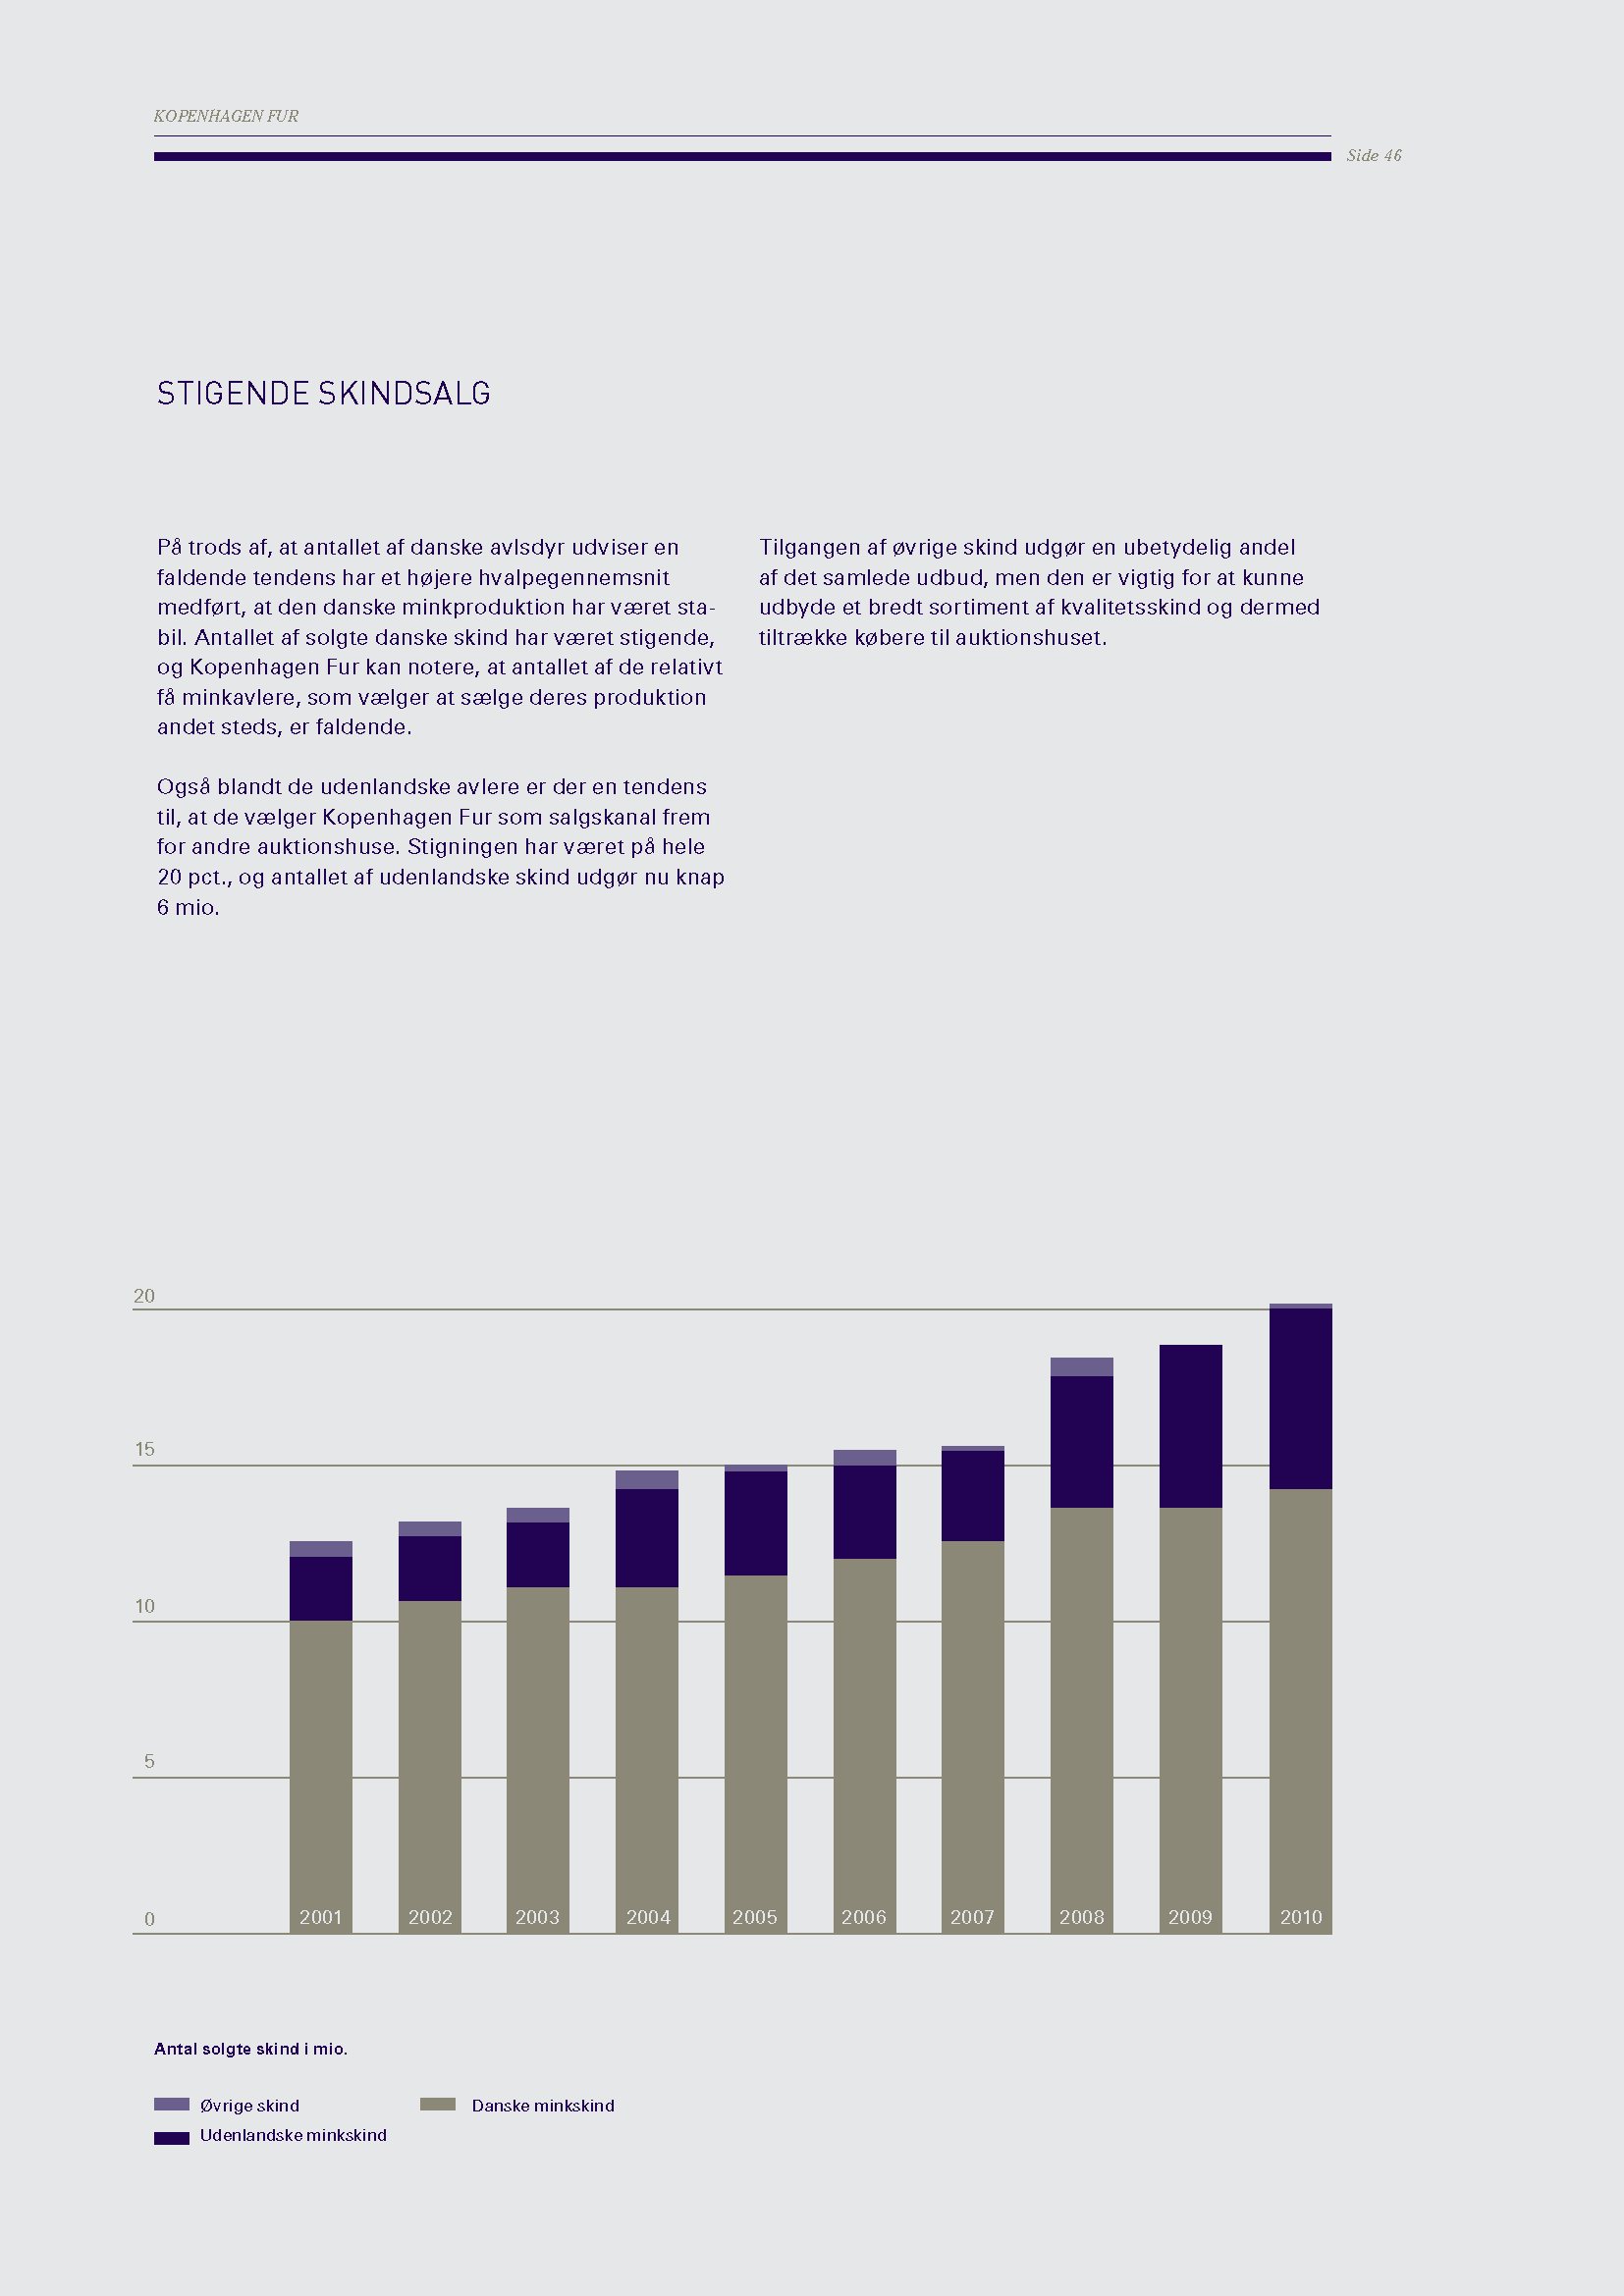 KOPENHAGEN FUR
Side 46
STIGENDE SKINDSALG
På trods af, at antallet af danske avlsdyr udviser en
faldende tendens har et højere hvalpegennemsnit
medført, at den danske minkproduktion har været sta-
bil. Antallet af solgte danske skind har været stigende,
og Kopenhagen Fur kan notere, at antallet af de relativt
få minkavlere, som vælger at sælge deres produktion
andet steds, er faldende.
Også blandt de udenlandske avlere er der en tendens
til, at de vælger Kopenhagen Fur som salgskanal frem
for andre auktionshuse. Stigningen har været på hele
20 pct., og antallet af udenlandske skind udgør nu knap
6 mio.
Tilgangen af øvrige skind udgør en ubetydelig andel
af det samlede udbud, men den er vigtig for at kunne
udbyde et bredt sortiment af kvalitetsskind og dermed
tiltrække købere til auktionshuset.
20
15
10
5
0
2001 2002 2003 2004 2005 2006 2007 2008 2009 2010
Antal solgte skind i mio.
Øvrige skind
Danske minkskind
Udenlandske minkskind